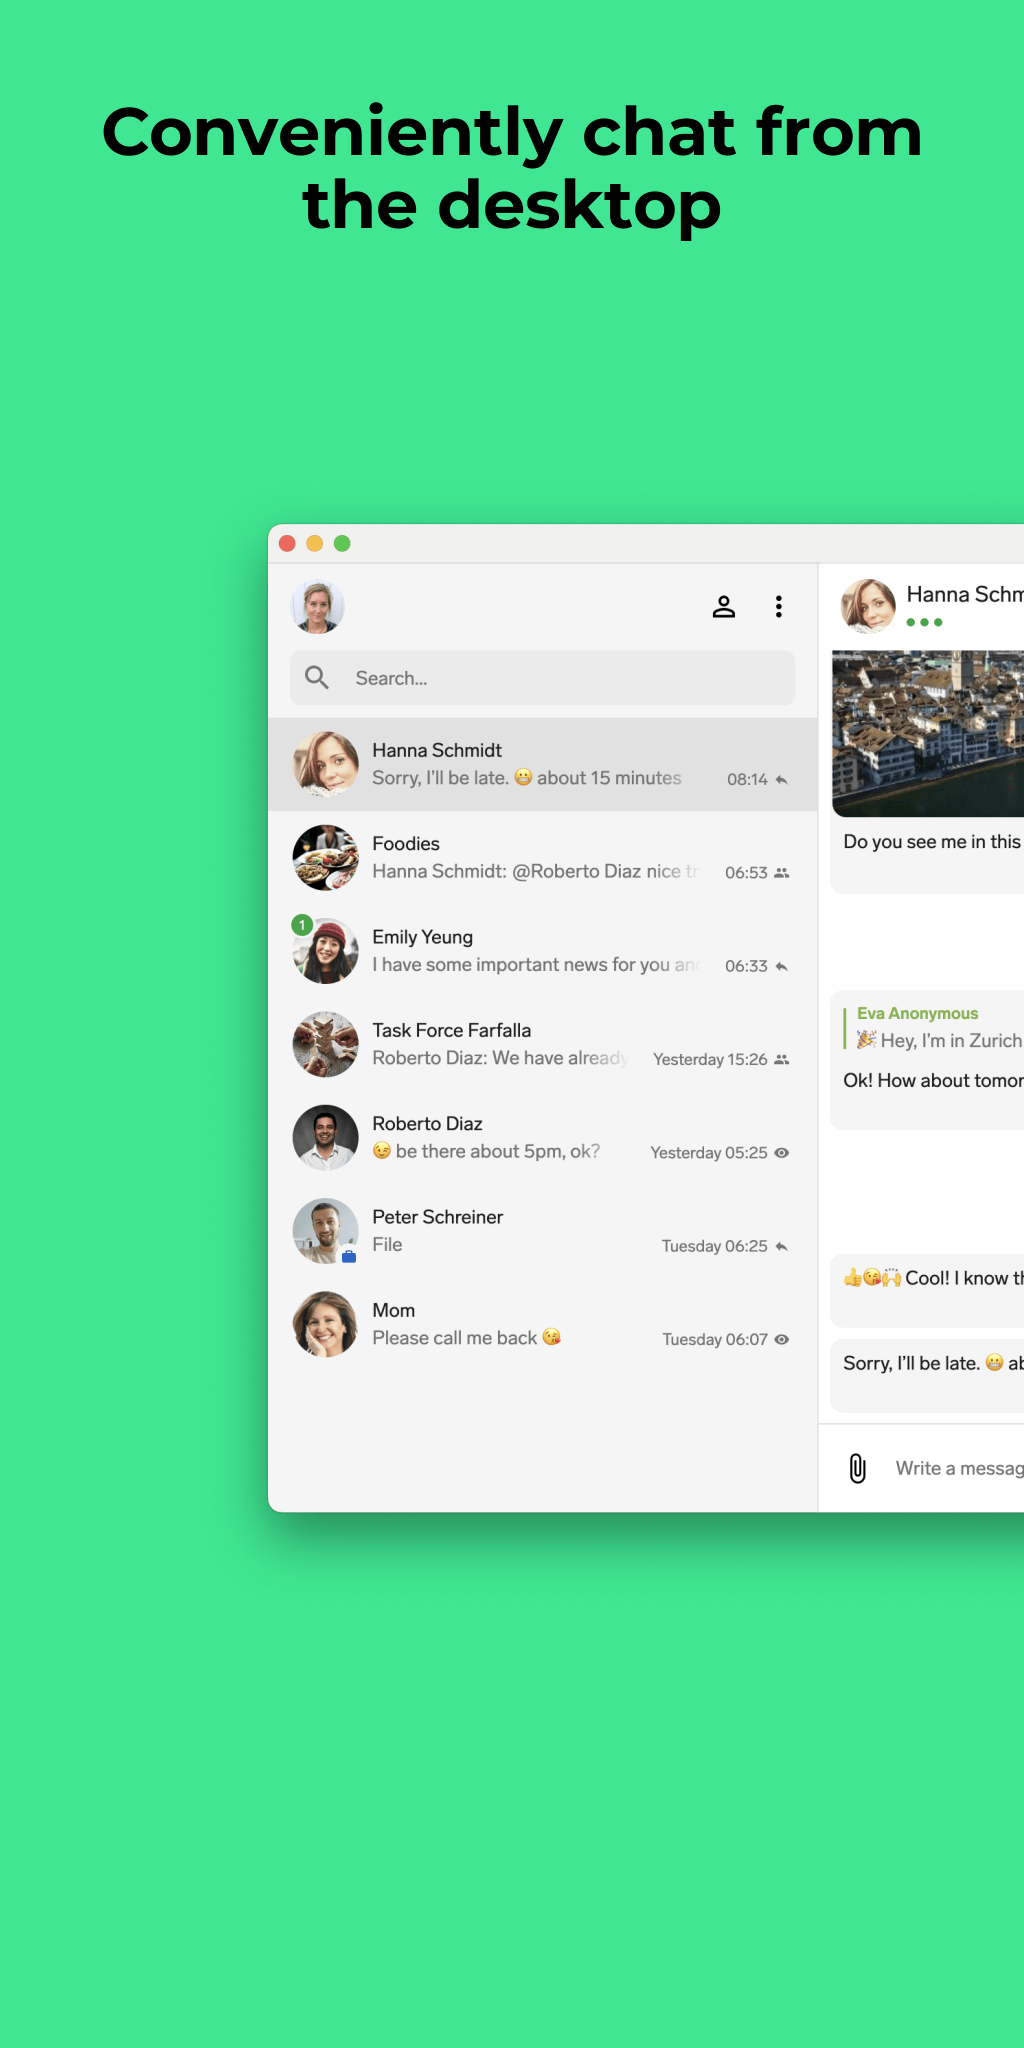 Conveniently chat from
the desktop
Hanna Schm
Search...
Hanna Schmidt
Sorry, I'll be late. 😬 about 15 minutes 08:14
Foodies
Hanna Schmidt: @Roberto Diaz nice tr 06:53
1
Emily Yeung
I have some important news for you and 06:33
Task Force Farfalla
Roberto Diaz: We have already Yesterday 15:26
Roberto Diaz
😉 be there about 5pm, ok? Yesterday 05:25
Peter Schreiner
File Tuesday 06:25
Mom
Please call me back 😘 Tuesday 06:07
Do you see me in this
Eva Anonymous
🎉 Hey, I'm in Zurich
Ok! How about tomor
👍😘🙌 Cool! I know th
Sorry, I'll be late. 😬 ab
Write a messag